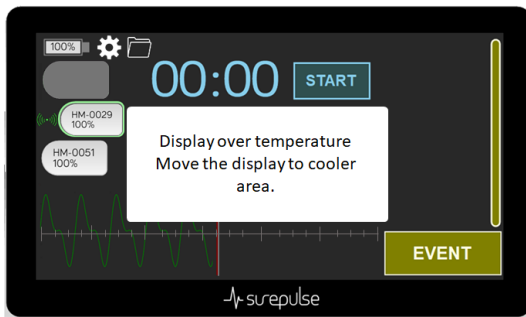 100%
00:00
START
HM-0029
100%
HM-0051
100%
Display over temperature
Move the display to cooler
area.
EVENT
surepulse